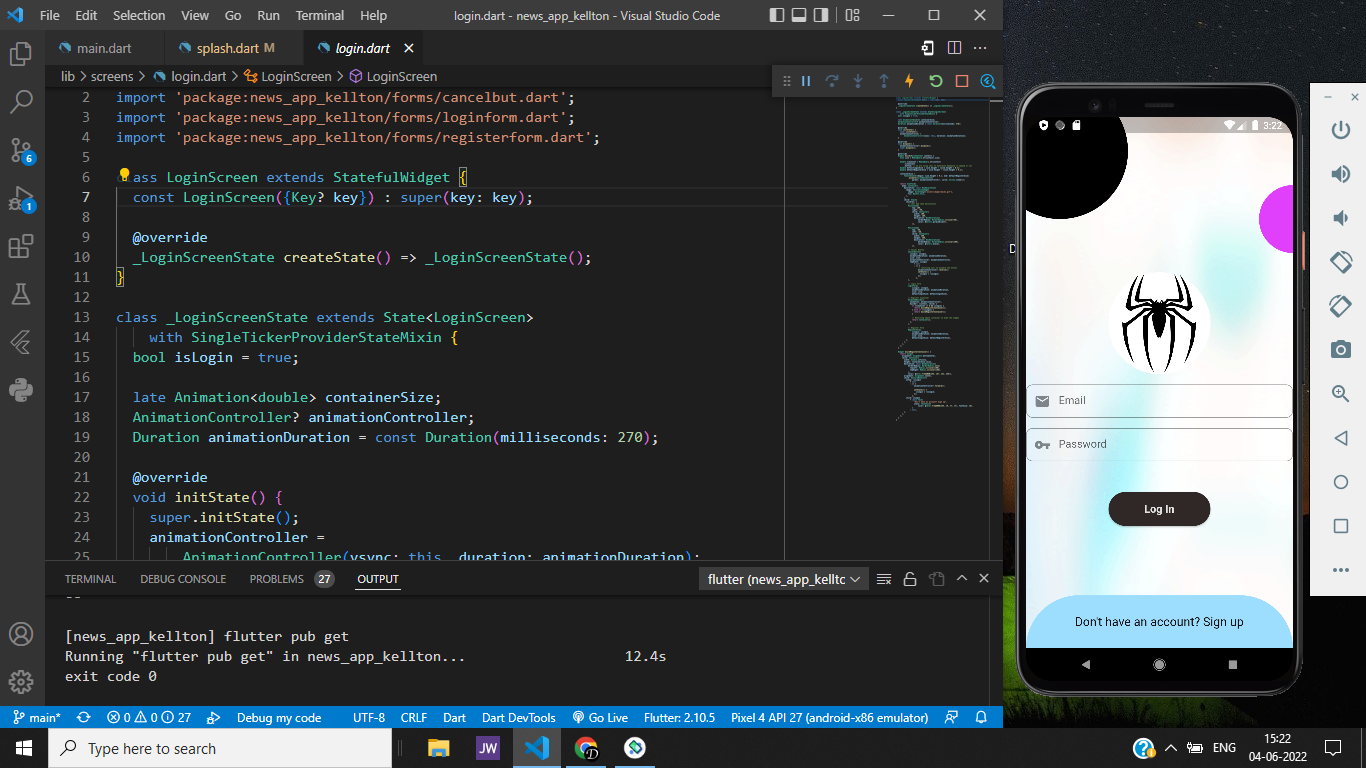 File Edit Selection View Go Run Terminal Help
login.dart - news_app_kellton - Visual Studio Code
main.dart
splash.dart M
login.dart
lib > screens > login.dart > LoginScreen > LoginScreen
2 import 'package:news_app_kellton/forms/cancelbut.dart';
3 import 'package:news_app_kellton/forms/loginform.dart';
4 import 'package:news_app_kellton/forms/registerform.dart';
5
6 ass LoginScreen extends StatefulWidget {
7 const LoginScreen({Key? key}) : super(key: key);
8
9 @override
10 _LoginScreenState createState() => _LoginScreenState();
11 }
12
13 class _LoginScreenState extends State<LoginScreen>
14 with SingleTickerProviderStateMixin {
15 bool isLogin = true;
16
17 late Animation<double> containerSize;
18 AnimationController? animationController;
19 Duration animationDuration = const Duration(milliseconds: 270);
20
21 @override
22 void initState() {
23 super.initState();
24 animationController =
25 AnimationController(vsync: this, duration: animationDuration);
6
1
TERMINAL DEBUG CONSOLE PROBLEMS 27 OUTPUT
flutter (news_app_kelltc
[news_app_kellton] flutter pub get
Running "flutter pub get" in news_app_kellton... 12.4s
exit code 0
main* 0 0 27 Debug my code UTF-8 CRLF Dart Dart DevTools Go Live Flutter: 2.10.5 Pixel 4 API 27 (android-x86 emulator)
Type here to search
JW
D
ENG
15:22
04-06-2022
D
3:22
Email
Password
Log In
Don't have an account? Sign up